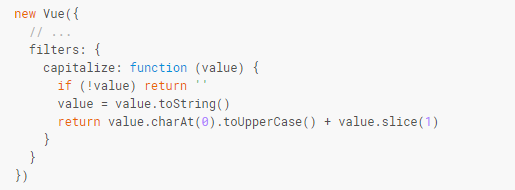 new Vue({
  // ...
  filters: {
    capitalize: function (value) {
      if (!value) return ''
      value = value.toString()
      return value.charAt(0).toUpperCase() + value.slice(1)
    }
  }
})